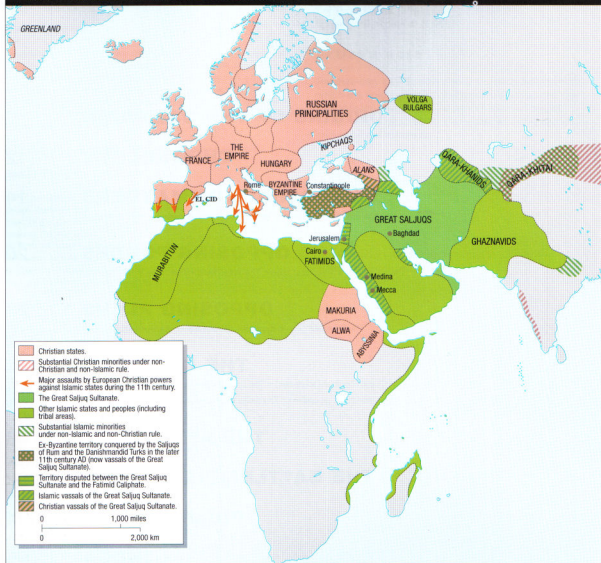 GREENLAND
RUSSIAN
PRINCIPALITIES
VOLGA
BULGARS
KIPCHAQS
THE
EMPIRE
FRANCE
HUNGARY
ALANS
QARA-KHANIDS
QARA-KHITAI
Rome
BYZANTINE
EMPIRE
Constantinople
EL CID
GREAT SALJUQS
Baghdad
Jerusalem
GHAZNAVIDS
Cairo
FATIMIDS
MURABITUN
Medina
Mecca
MAKURIA
ALWA
ABYSSINIA
Christian states.
Substantial Christian minorities under non-
Christian and non-Islamic rule.
Major assaults by European Christian powers
against Islamic states during the 11th century.
The Great Saljuq Sultanate.
Other Islamic states and peoples (including
tribal areas).
Substantial Islamic minorities
under non-Islamic and non-Christian rule.
Ex-Byzantine territory conquered by the Saljuqs
of Rum and the Danishmandid Turks in the later
11th century AD (now vassals of the Great
Saljuq Sultanate).
Territory disputed between the Great Saljuq
Sultanate and the Fatimid Caliphate.
Islamic vassals of the Great Saljuq Sultanate.
Christian vassals of the Great Saljuq Sultanate.
0 1,000 miles
0 2,000 km